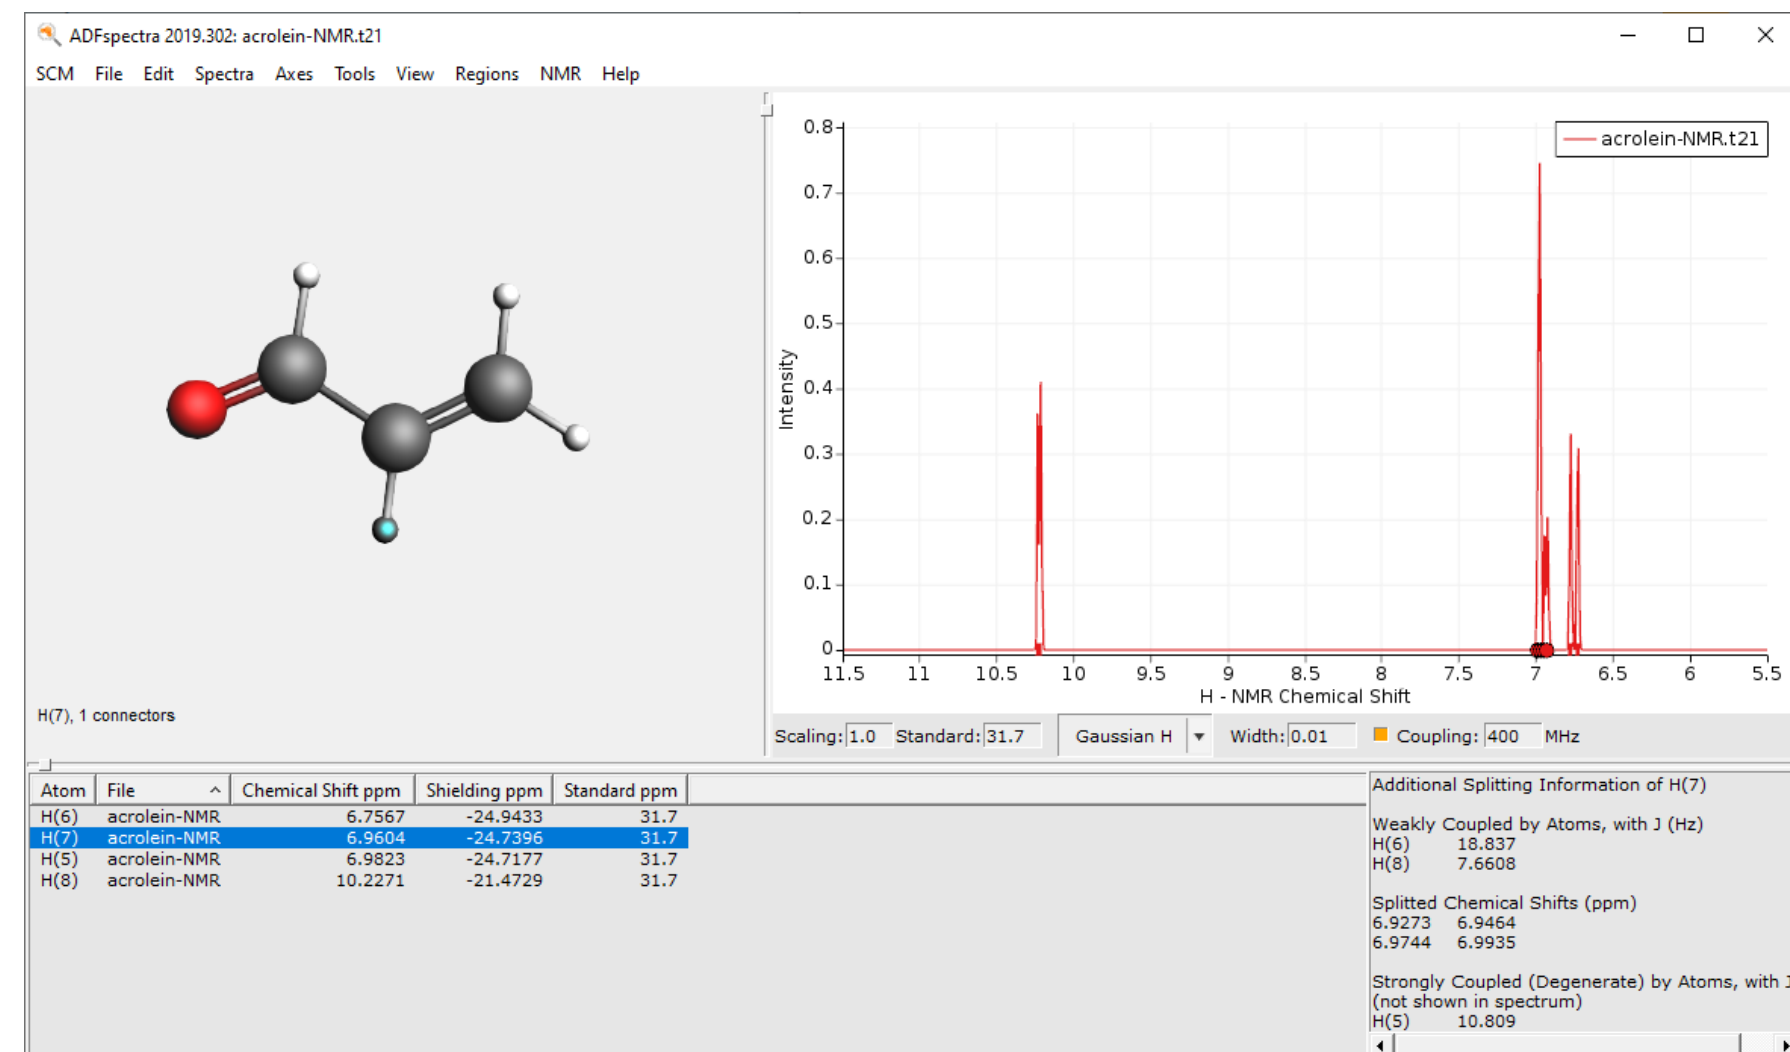 ADFspectra 2019.302: acrolein-NMR.t21
SCM File Edit Spectra Axes Tools View Regions NMR Help
acrolein-NMR.t21
0.8
0.7
0.6
0.5
0.4
0.3
0.2
0.1
0
Intensity
11.5 11 10.5 10 9.5 9 8.5 8 7.5 7 6.5 6 5.5
H - NMR Chemical Shift
H(7), 1 connectors
Scaling: 1.0 Standard: 31.7 Gaussian H Width: 0.01 Coupling: 400 MHz
Atom File Chemical Shift ppm Shielding ppm Standard ppm
H(6) acrolein-NMR 6.7567 -24.9433 31.7
H(7) acrolein-NMR 6.9604 -24.7396 31.7
H(5) acrolein-NMR 6.9823 -24.7177 31.7
H(8) acrolein-NMR 10.2271 -21.4729 31.7
Additional Splitting Information of H(7)
Weakly Coupled by Atoms, with J (Hz)
H(6) 18.837
H(8) 7.6608
Splitted Chemical Shifts (ppm)
6.9273 6.9464
6.9744 6.9935
Strongly Coupled (Degenerate) by Atoms, with
(not shown in spectrum)
H(5) 10.809